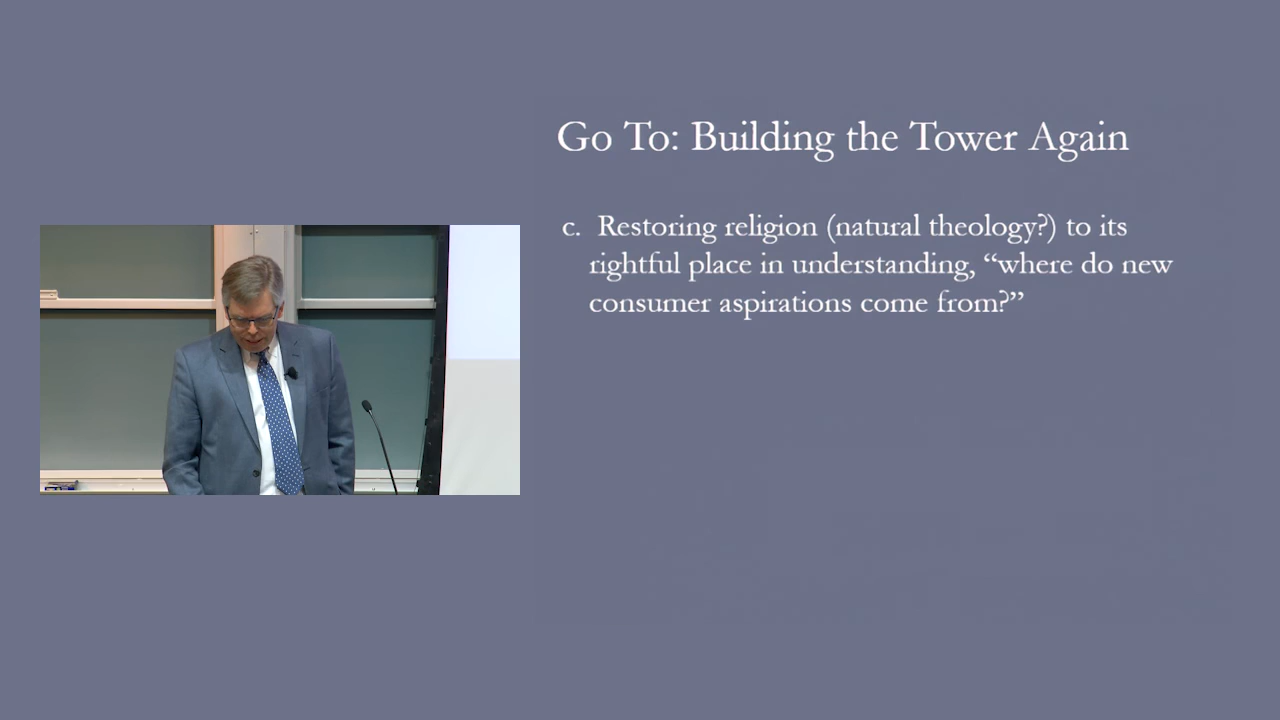 Go To: Building the Tower Again
c. Restoring religion (natural theology?) to its
rightful place in understanding, “where do new
consumer aspirations come from?”